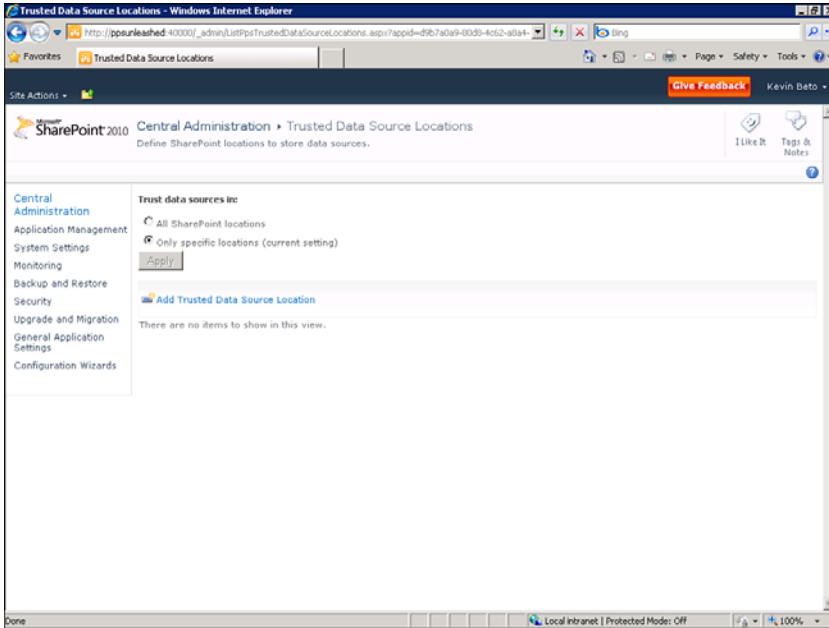 Trusted Data Source Locations - Windows Internet Explorer
http://ppsunleashed:40000/_admin/ListPpsTrustedDataSourceLocations.aspx?appid=d9b7a0a9-80d8-4c62-a8a4-
Bing
Favorites
Trusted Data Source Locations
Page
Safety
Tools
Site Actions
Give Feedback
Kevin Beto
Microsoft
SharePoint 2010
Central Administration
Trusted Data Source Locations
Define SharePoint locations to store data sources.
I Like It
Tags &
Notes
Central
Administration
Application Management
System Settings
Monitoring
Backup and Restore
Security
Upgrade and Migration
General Application
Settings
Configuration Wizards
Trust data sources in:
All SharePoint locations
Only specific locations (current setting)
Apply
Add Trusted Data Source Location
There are no items to show in this view.
Done
Local intranet | Protected Mode: Off
100%